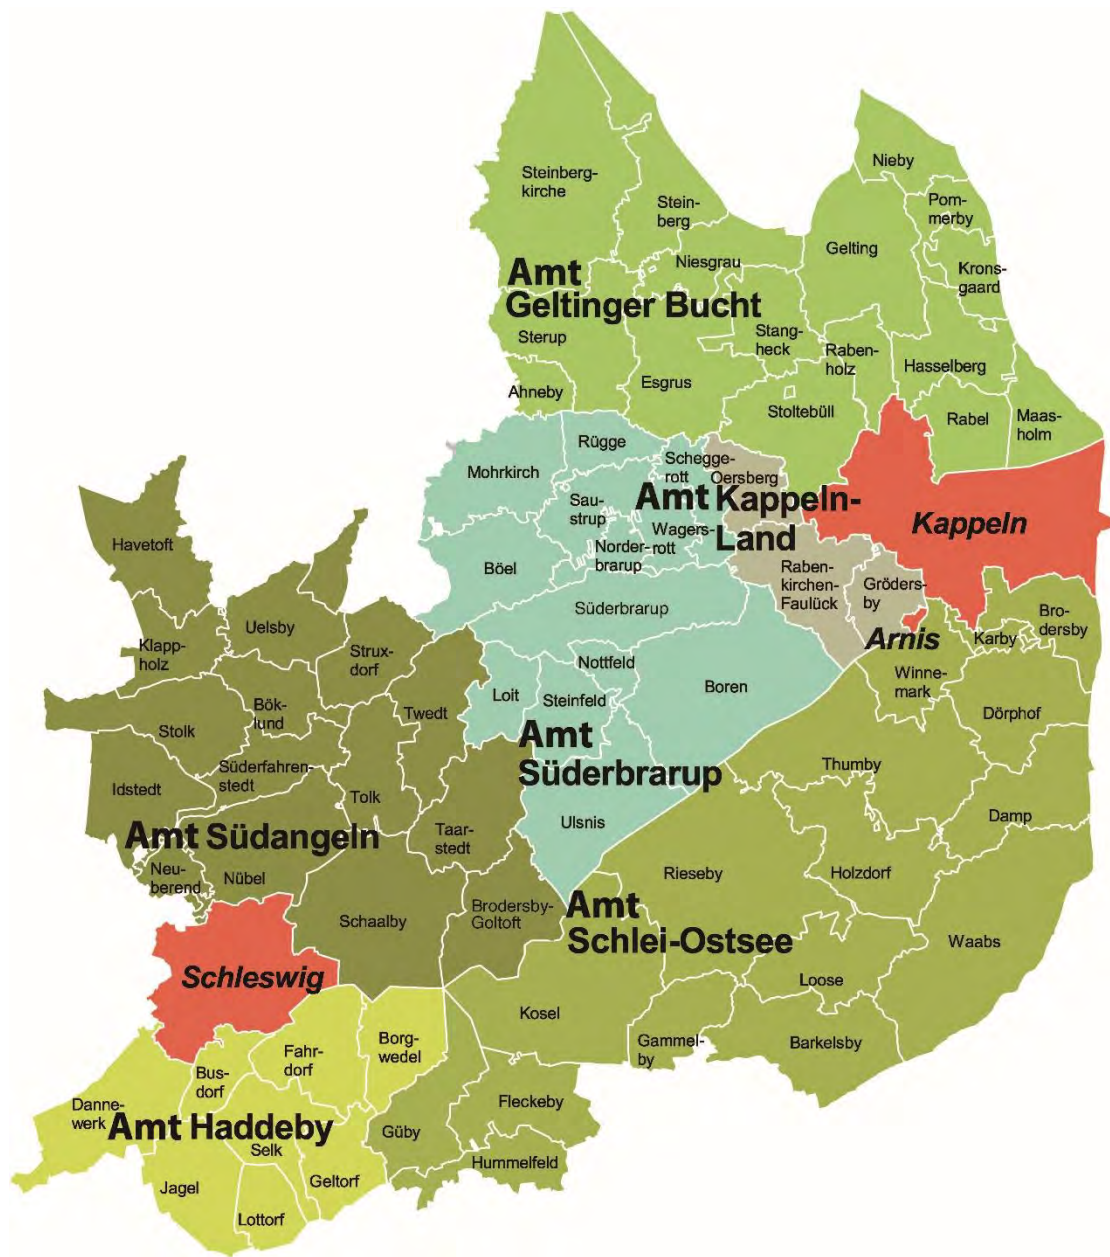 Nieby
Steinberg-
kirche
Pom-
merby
Stein-
berg
Gelting
Niesgrau
Krons-
gaard
Amt
Geltinger Bucht
Sterup
Stang-
heck
Raben-
holz
Hasselberg
Esgrus
Ahneby
Stoltebüll
Rabel
Maas-
holm
Rügge
Mohrkirch
Schegge-
rott
Oersberg
Sau-
strup
Amt Kappeln-
Land
Kappeln
Wagers-
rott
Norder-
brarup
Havetoft
Böel
Raben-
kirchen-
Faulück
Gröders-
by
Süderbrarup
Arnis
Bro-
dersby
Karby
Uelsby
Klapp-
holz
Strux-
dorf
Nottfeld
Winne-
mark
Loit
Steinfeld
Boren
Bök-
lund
Twedt
Dörphof
Stolk
Amt
Süderbrarup
Thumby
Süderfahren-
stedt
Idstedt
Tolk
Damp
Ulsnis
Amt Südangeln
Taar-
stedt
Neu-
berend
Nübel
Rieseby
Holzdorf
Brodersby-
Goltoft
Amt
Schlei-Ostsee
Schaalby
Waabs
Schleswig
Loose
Kosel
Borg-
wedel
Gammel-
by
Barkelsby
Fahr-
dorf
Bus-
dorf
Danne-
werk
Amt Haddeby
Fleckeby
Güby
Selk
Hummelfeld
Geltorf
Jagel
Lottorf